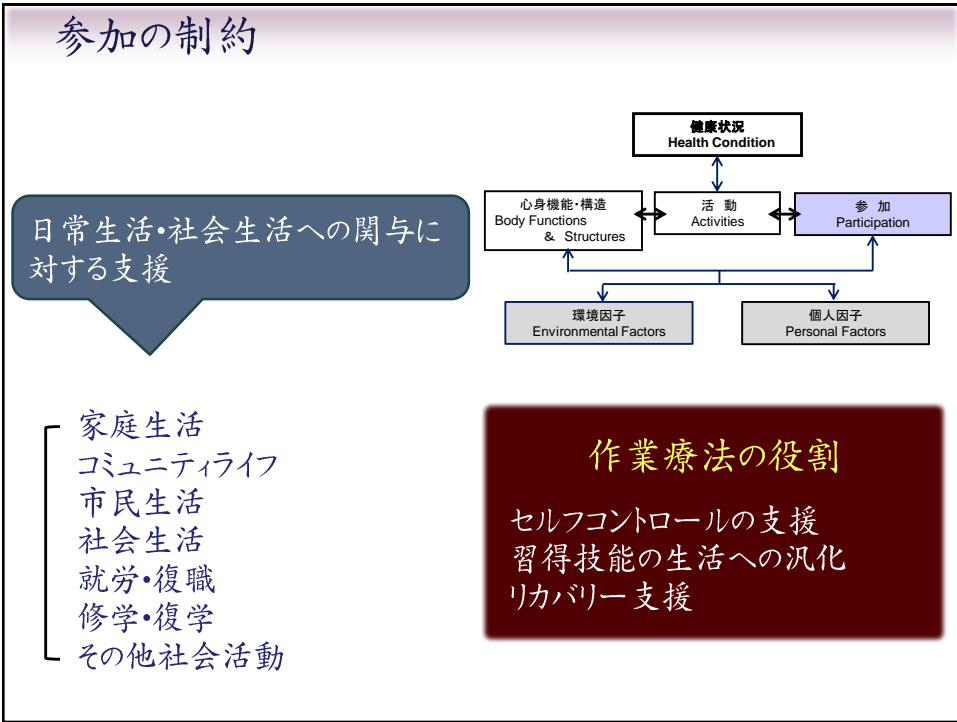 参加の制約
健康状況
Health Condition
心身機能・構造
Body Functions
& Structures
活 動
Activities
参 加
Participation
環境因子
Environmental Factors
個人因子
Personal Factors
日常生活・社会生活への関与に
対する支援
家庭生活
コミュニティライフ
市民生活
社会生活
就労・復職
修学・復学
その他社会活動
作業療法の役割
セルフコントロールの支援
習得技能の生活への汎化
リカバリー支援